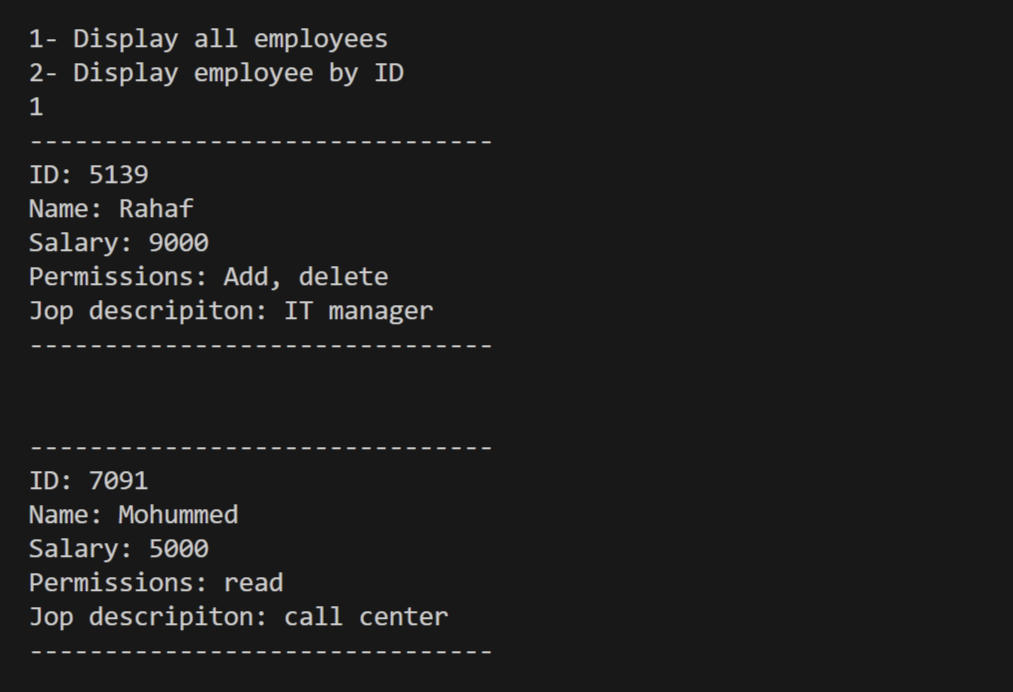 1- Display all employees
2- Display employee by ID
1
-------------------------------
ID: 5139
Name: Rahaf
Salary: 9000
Permissions: Add, delete
Jop descripiton: IT manager
-------------------------------
-------------------------------
ID: 7091
Name: Mohummed
Salary: 5000
Permissions: read
Jop descripiton: call center
-------------------------------